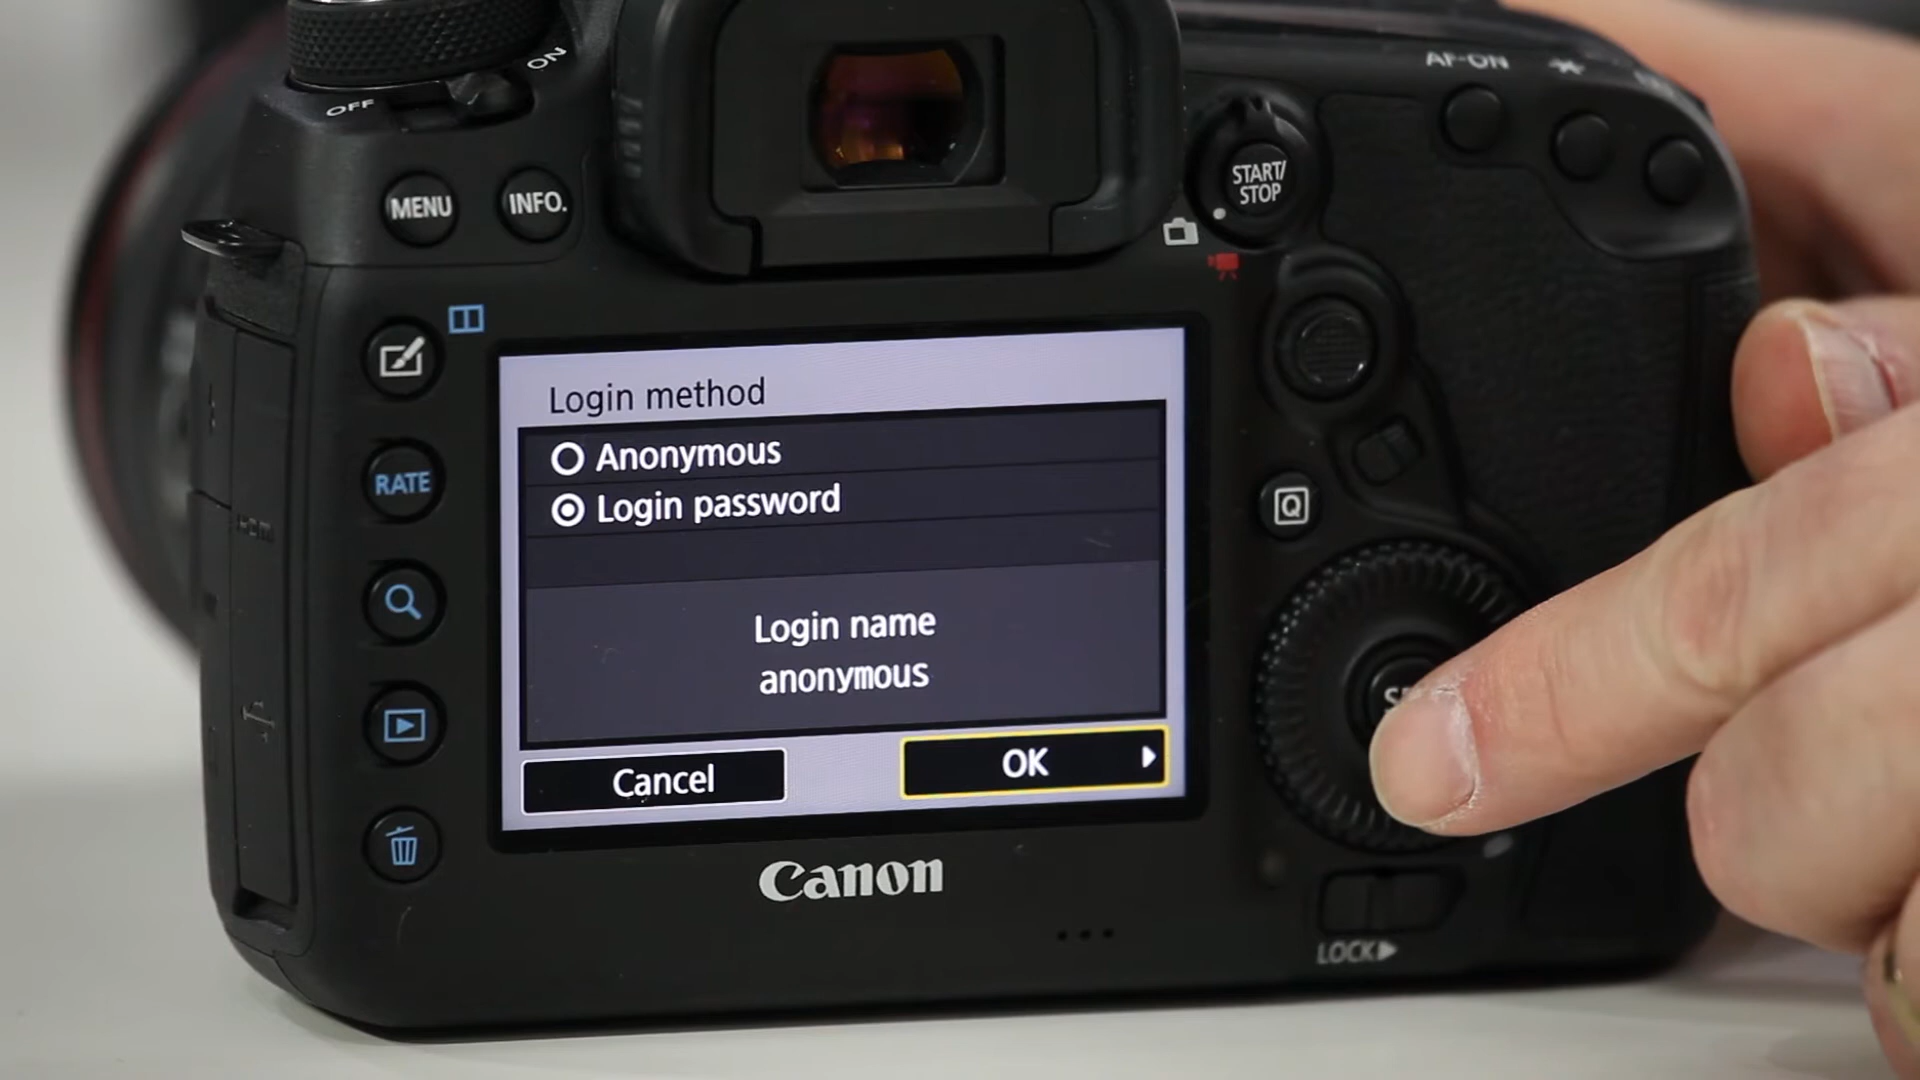 ON
OFF
AF-ON
MENU
INFO.
START/
STOP
RATE
Login method
Anonymous
Login password
Q
Login name
anonymous
Cancel
OK
Canon
LOCK